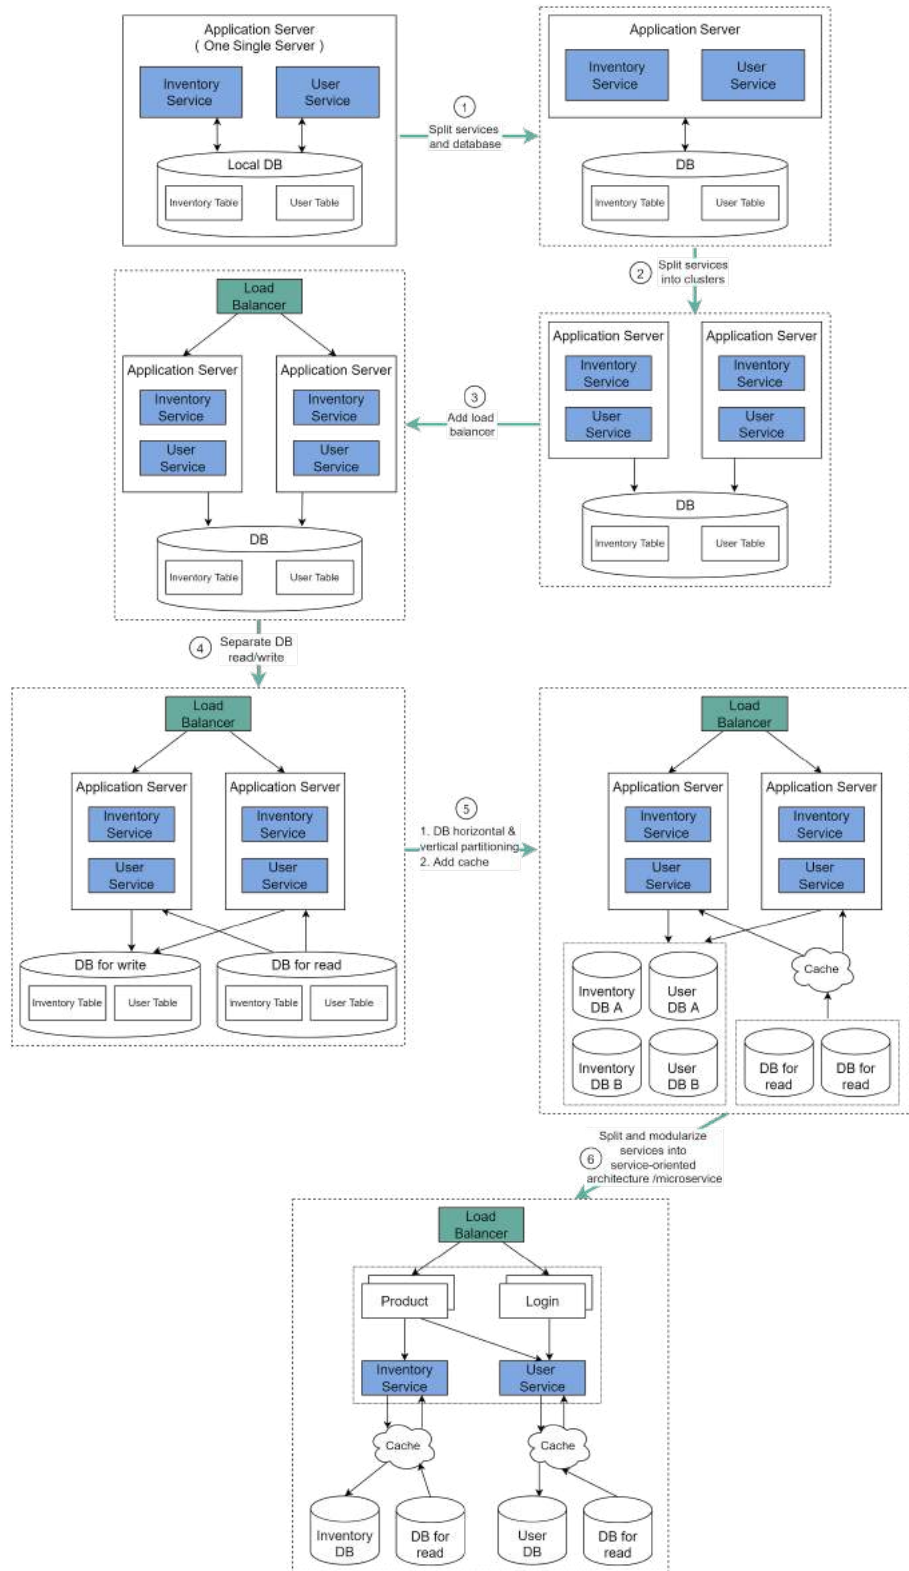 Application Server
( One Single Server )
Inventory
Service
User
Service
Local DB
Inventory Table
User Table
1
Split services
and database
Application Server
Inventory
Service
User
Service
DB
Inventory Table
User Table
2
Split services
into clusters
Application Server
Inventory
Service
User
Service
Application Server
Inventory
Service
User
Service
DB
Inventory Table
User Table
3
Add load
balancer
Load
Balancer
Application Server
Inventory
Service
User
Service
Application Server
Inventory
Service
User
Service
DB
Inventory Table
User Table
4
Separate DB
read/write
Load
Balancer
Application Server
Inventory
Service
User
Service
Application Server
Inventory
Service
User
Service
DB for write
Inventory Table
User Table
DB for read
Inventory Table
User Table
5
1. DB horizontal &
vertical partitioning
2. Add cache
Load
Balancer
Application Server
Inventory
Service
User
Service
Application Server
Inventory
Service
User
Service
Cache
Inventory
DB A
User
DB A
Inventory
DB B
User
DB B
DB for
read
DB for
read
6
Split and modularize
services into
service-oriented
architecture /microservice
Load
Balancer
Product
Login
Inventory
Service
User
Service
Cache
Cache
Inventory
DB
DB for
read
User
DB
DB for
read